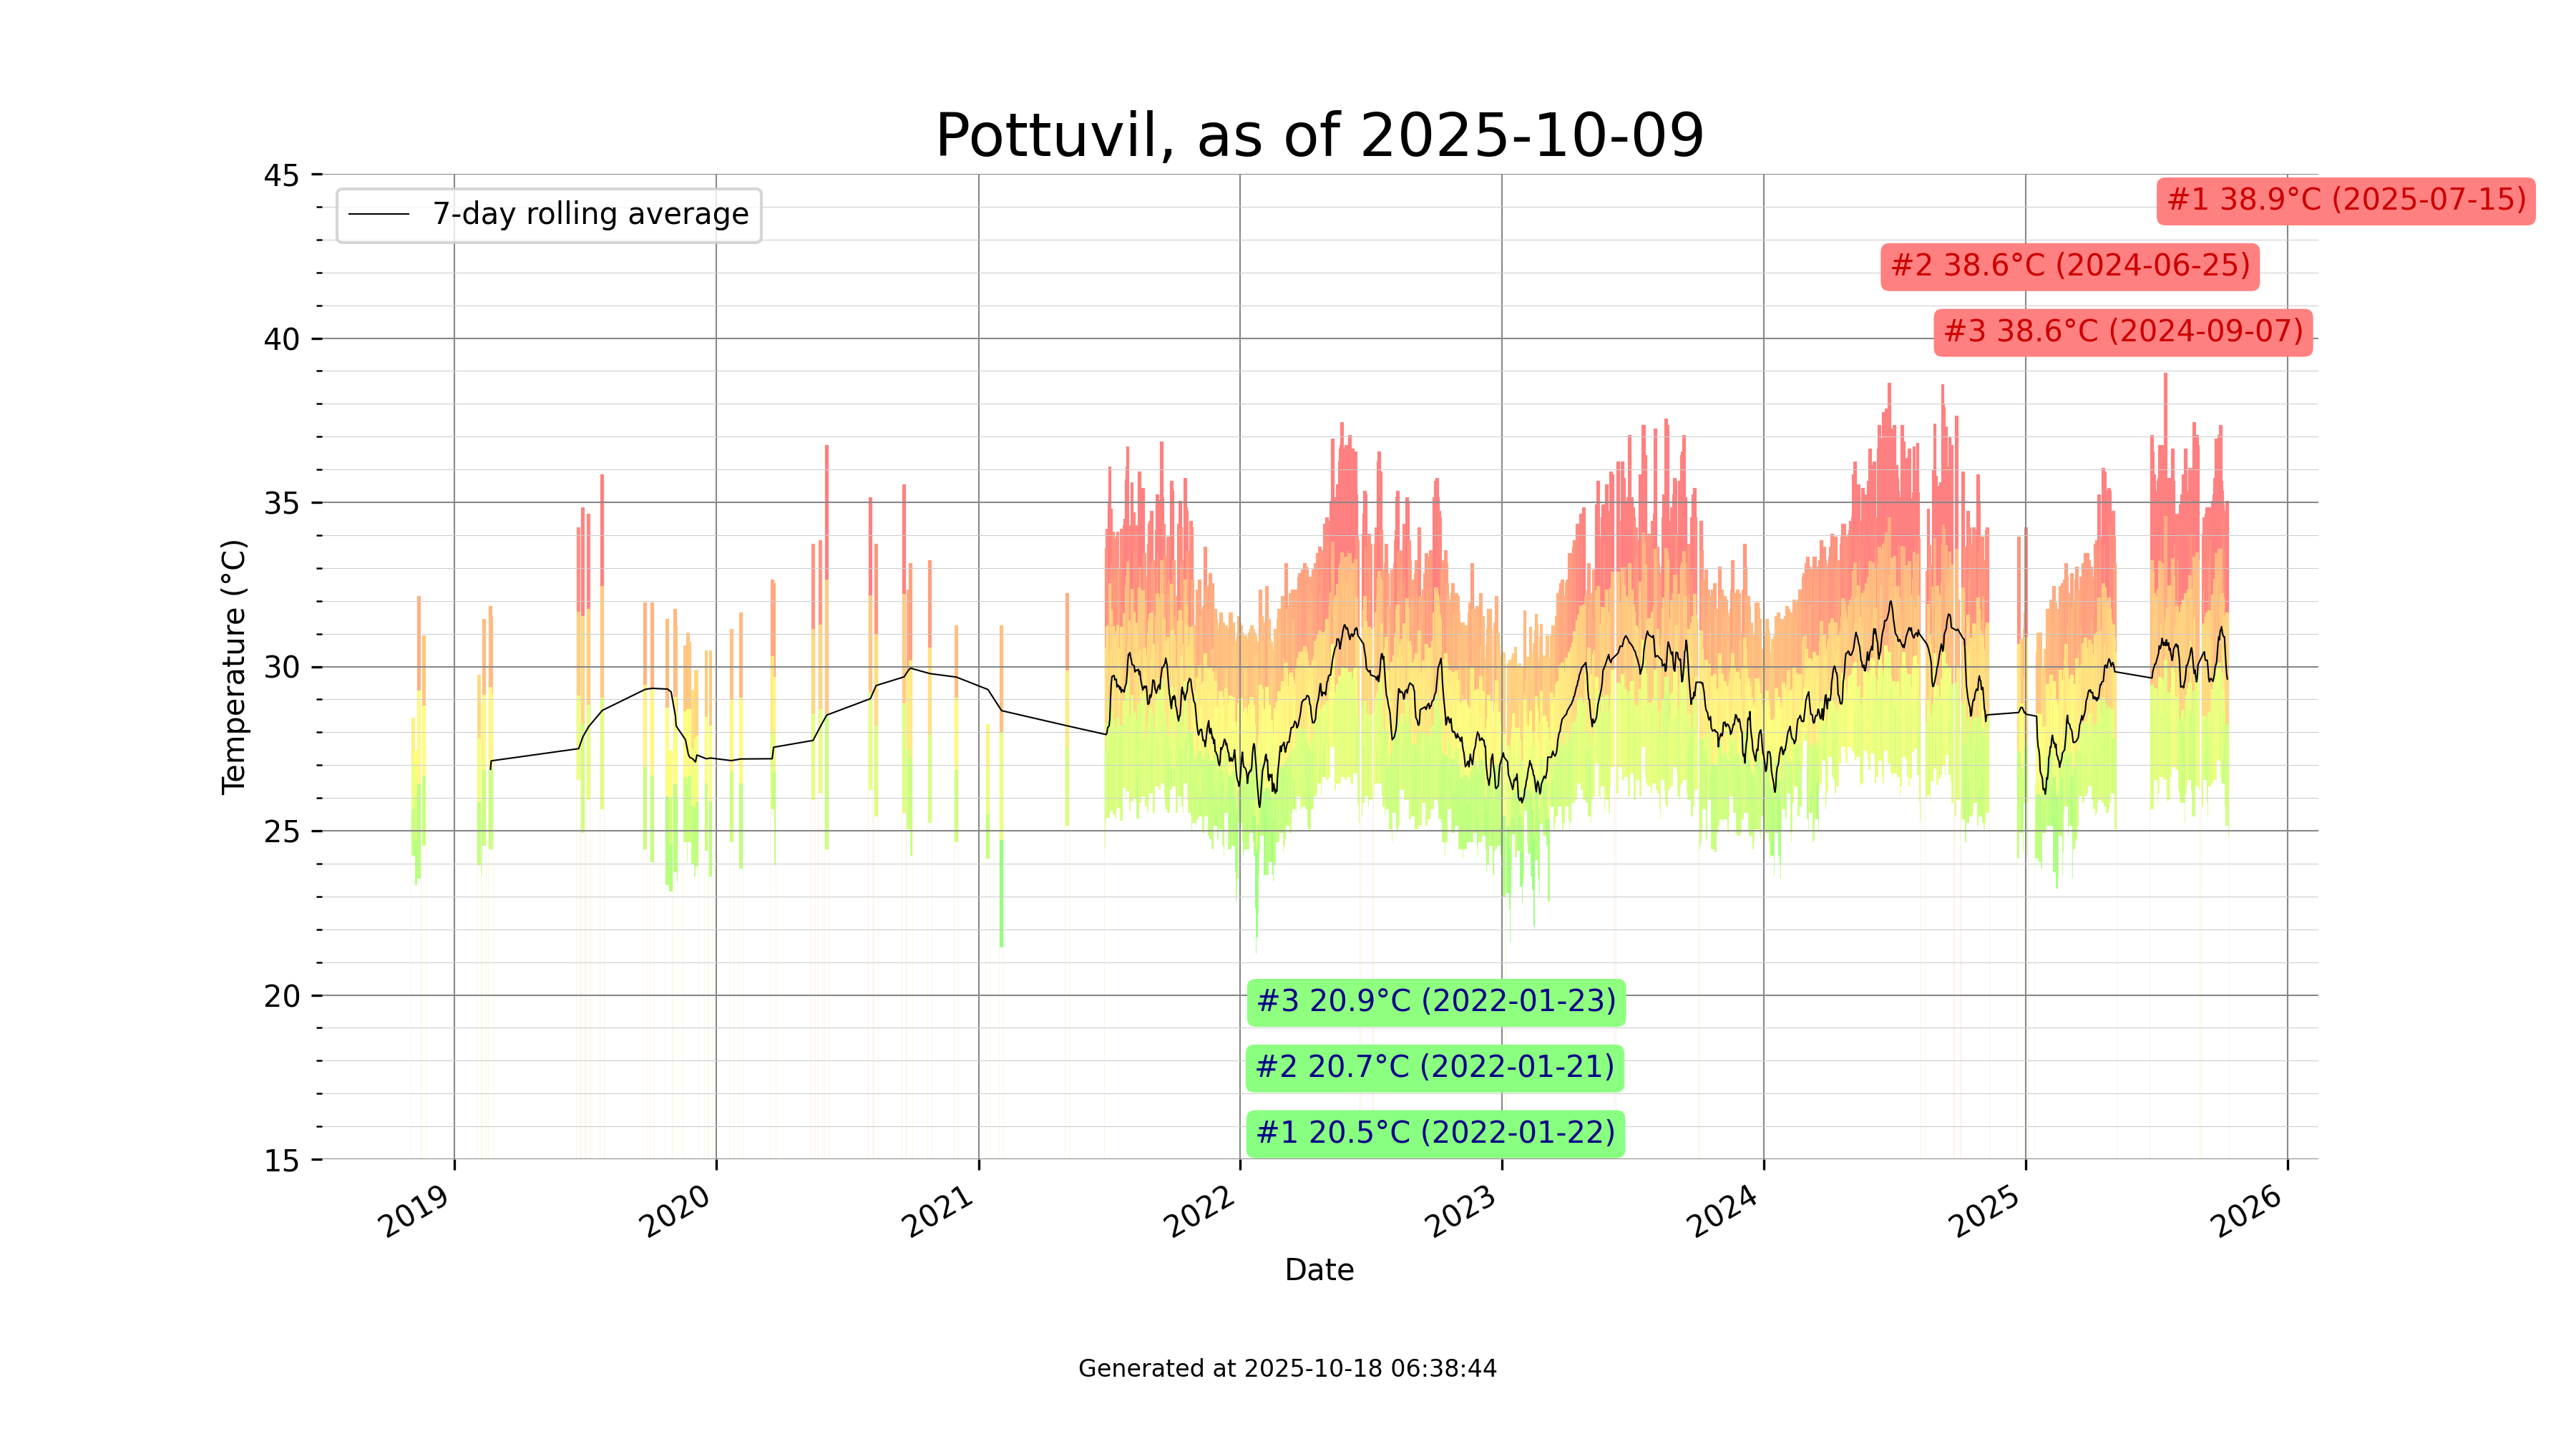 Pottuvil, as of 2025-10-09
45
40
35
30
25
20
15
Temperature (°C)
7-day rolling average
#1 38.9°C (2025-07-15)
#2 38.6°C (2024-06-25)
#3 38.6°C (2024-09-07)
#3 20.9°C (2022-01-23)
#2 20.7°C (2022-01-21)
#1 20.5°C (2022-01-22)
2019
2020
2021
2022
2023
2024
2025
2026
Date
Generated at 2025-10-18 06:38:44